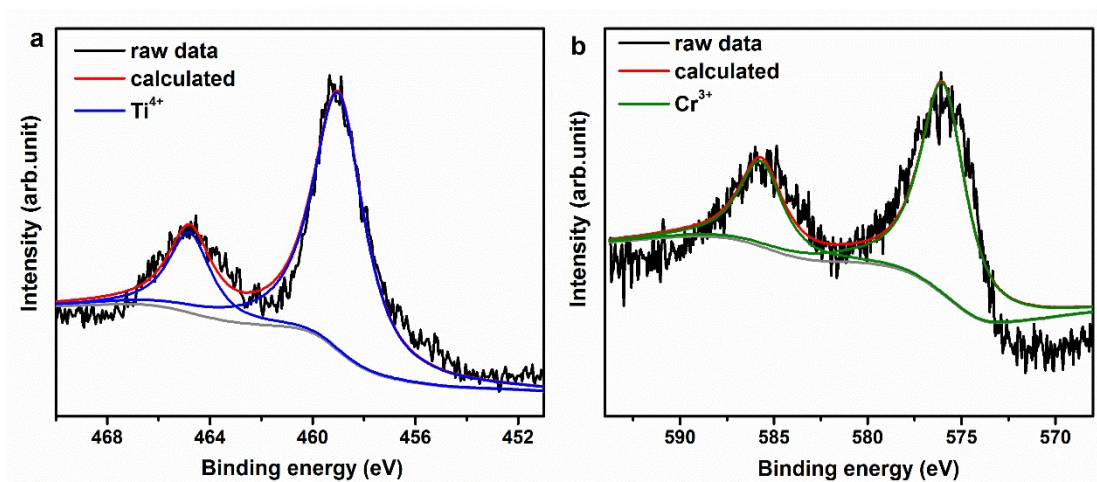 a
raw data
calculated
Ti⁴⁺
Intensity (arb.unit)
468 464 460 456 452
Binding energy (eV)
b
raw data
calculated
Cr³⁺
Intensity (arb.unit)
590 585 580 575 570
Binding energy (eV)